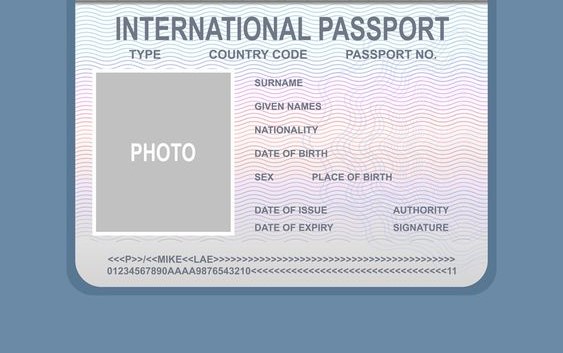 INTERNATIONAL PASSPORT
TYPE COUNTRY CODE PASSPORT NO.
SURNAME
GIVEN NAMES
NATIONALITY
DATE OF BIRTH
SEX PLACE OF BIRTH
PHOTO
DATE OF ISSUE AUTHORITY
DATE OF EXPIRY SIGNATURE
<<<P>>/<<MIKE<<LAE>>>>>>>>>>>>>>>>>>>>>>>>>>>>>>>>>>>>>>>>>>
01234567890AAAA9876543210<<<<<<<<<<<<<<<<<<<<<<<<<<<<<<<<<<<11